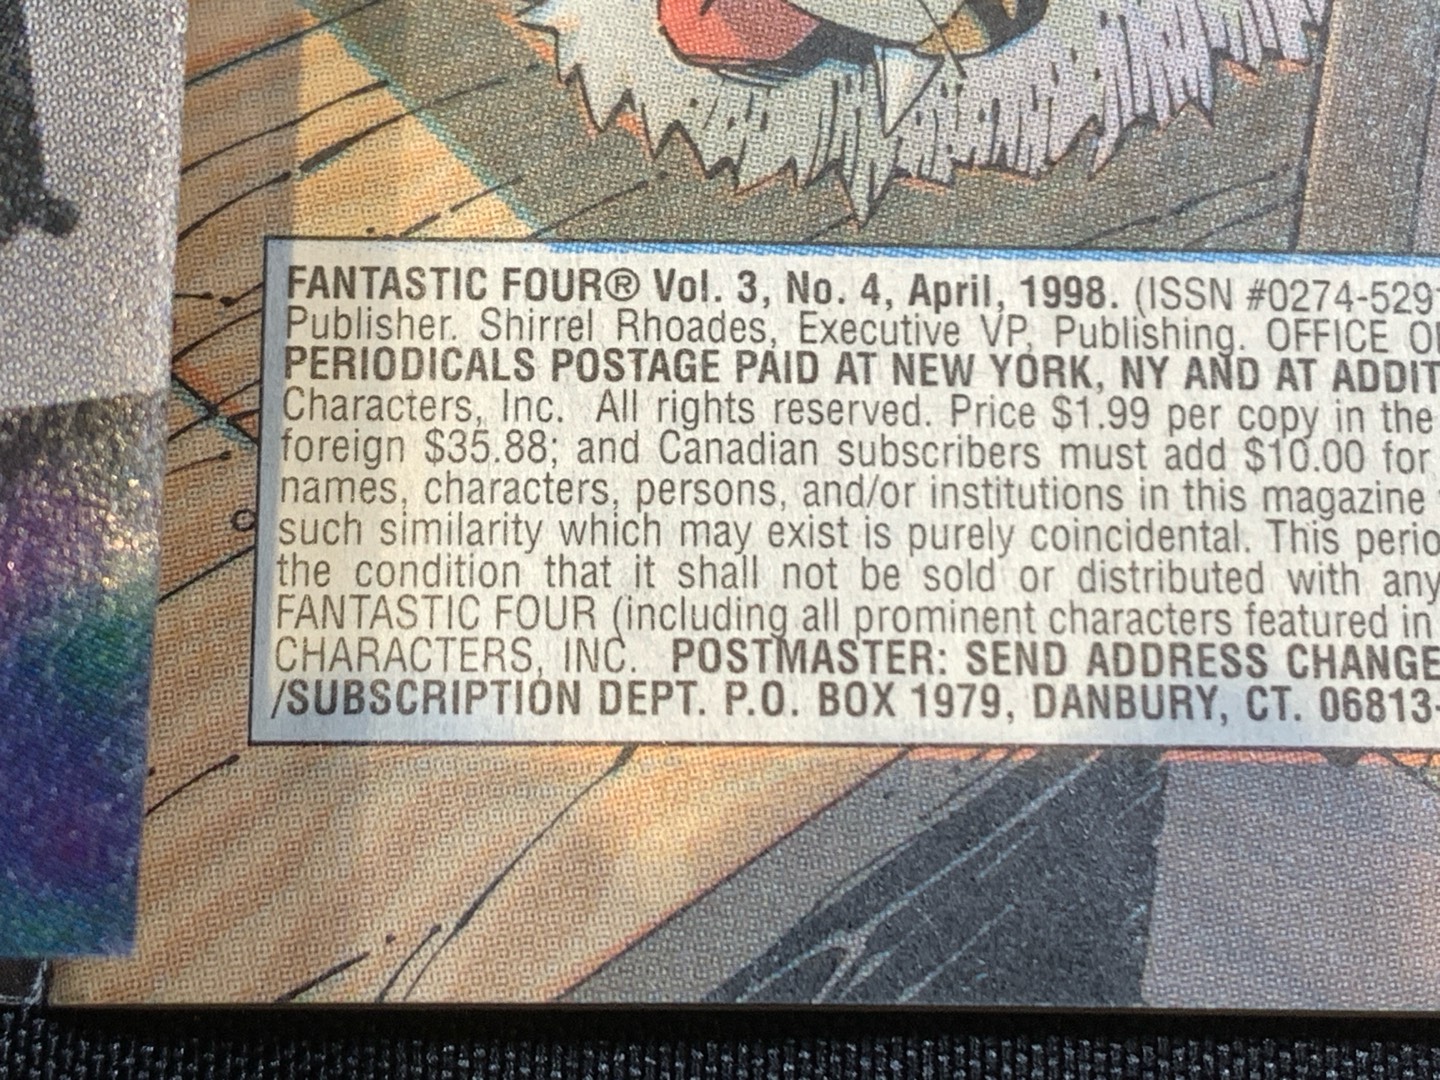 FANTASTIC FOUR® Vol. 3, No. 4, April, 1998. (ISSN #0274-5291
Publisher. Shirrel Rhoades, Executive VP, Publishing. OFFICE
PERIODICALS POSTAGE PAID AT NEW YORK, NY AND AT ADDIT
Characters, Inc. All rights reserved. Price $1.99 per copy in the
foreign $35.88; and Canadian subscribers must add $10.00 for
names, characters, persons, and/or institutions in this magazine
such similarity which may exist is purely coincidental. This perio
the condition that it shall not be sold or distributed with any
FANTASTIC FOUR (including all prominent characters featured in
CHARACTERS, INC. POSTMASTER: SEND ADDRESS CHANGE
/SUBSCRIPTION DEPT. P.O. BOX 1979, DANBURY, CT. 06813-